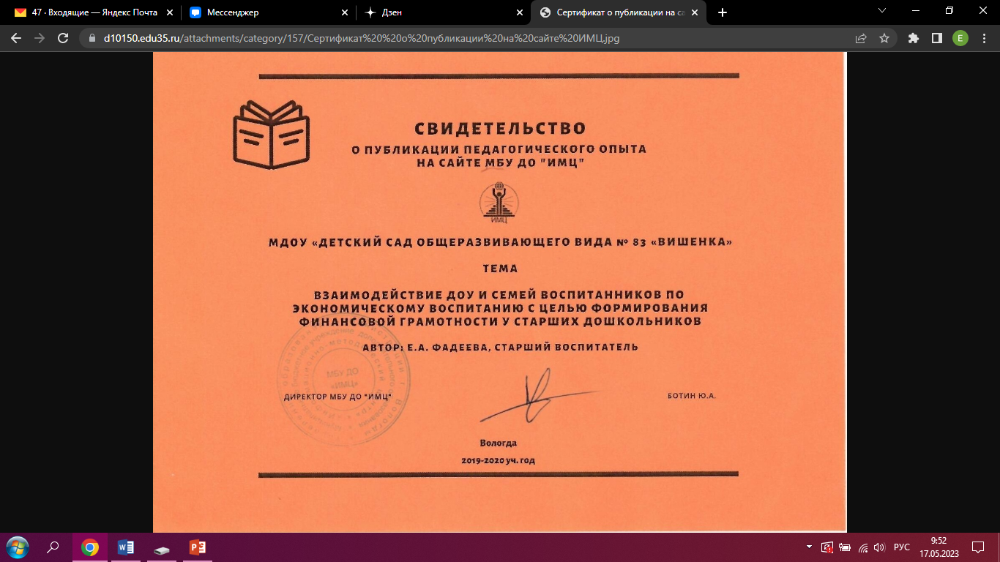 47 · Входящие — Яндекс Почта
Мессенджер
Дзен
Сертификат о публикации на са
d10150.edu35.ru/attachments/category/157/Сертификат%20%20о%20публикации%20на%20сайте%20ИМЦ.jpg
E
СВИДЕТЕЛЬСТВО
О ПУБЛИКАЦИИ ПЕДАГОГИЧЕСКОГО ОПЫТА
НА САЙТЕ МБУ ДО "ИМЦ"
ИМЦ
МДОУ «ДЕТСКИЙ САД ОБЩЕРАЗВИВАЮЩЕГО ВИДА № 83 «ВИШЕНКА»
ТЕМА
ВЗАИМОДЕЙСТВИЕ ДОУ И СЕМЕЙ ВОСПИТАННИКОВ ПО
ЭКОНОМИЧЕСКОМУ ВОСПИТАНИЮ С ЦЕЛЬЮ ФОРМИРОВАНИЯ
ФИНАНСОВОЙ ГРАМОТНОСТИ У СТАРШИХ ДОШКОЛЬНИКОВ
АВТОР: Е.А. ФАДЕЕВА, СТАРШИЙ ВОСПИТАТЕЛЬ
МБУ ДО
«ИМЦ»
ДИРЕКТОР МБУ ДО "ИМЦ"
БОТИН Ю.А.
Вологда
2019-2020 уч. год
РУС
9:52
17.05.2023